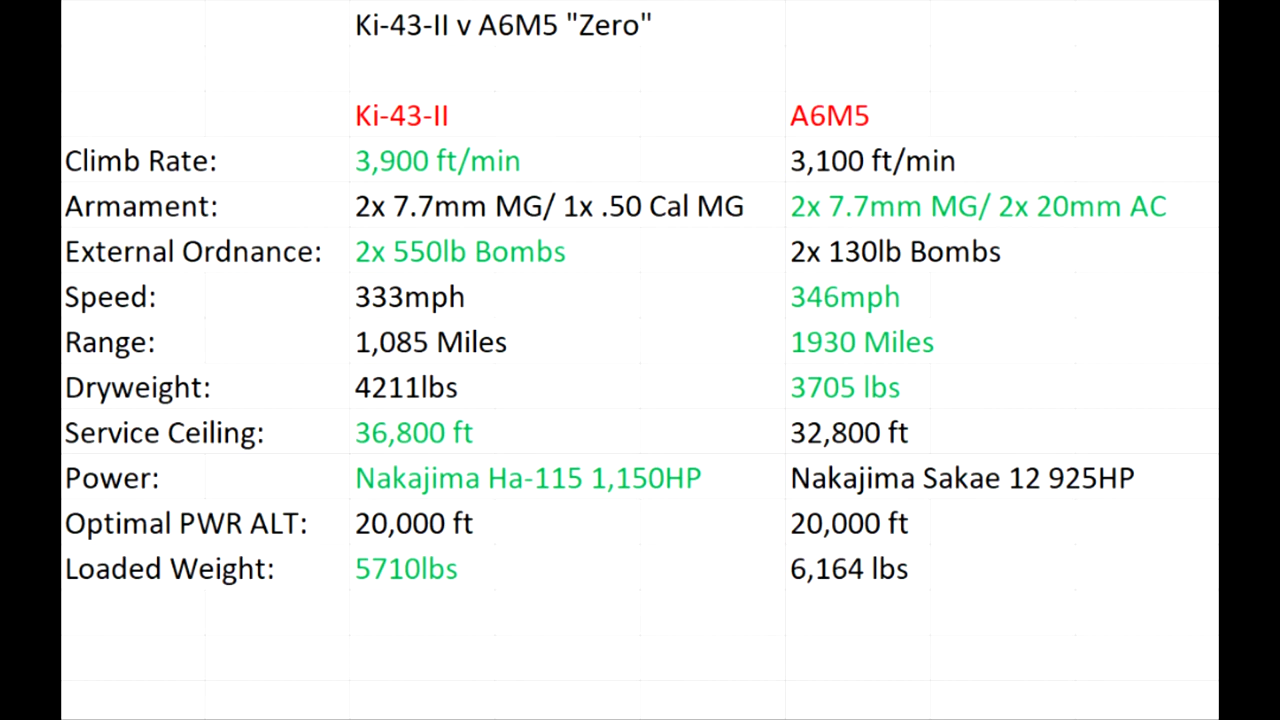 Ki-43-II v A6M5 "Zero"
Ki-43-II A6M5
Climb Rate: 3,900 ft/min 3,100 ft/min
Armament: 2x 7.7mm MG/ 1x .50 Cal MG 2x 7.7mm MG/ 2x 20mm AC
External Ordnance: 2x 550lb Bombs 2x 130lb Bombs
Speed: 333mph 346mph
Range: 1,085 Miles 1930 Miles
Dryweight: 4211lbs 3705 lbs
Service Ceiling: 36,800 ft 32,800 ft
Power: Nakajima Ha-115 1,150HP Nakajima Sakae 12 925HP
Optimal PWR ALT: 20,000 ft 20,000 ft
Loaded Weight: 5710lbs 6,164 lbs